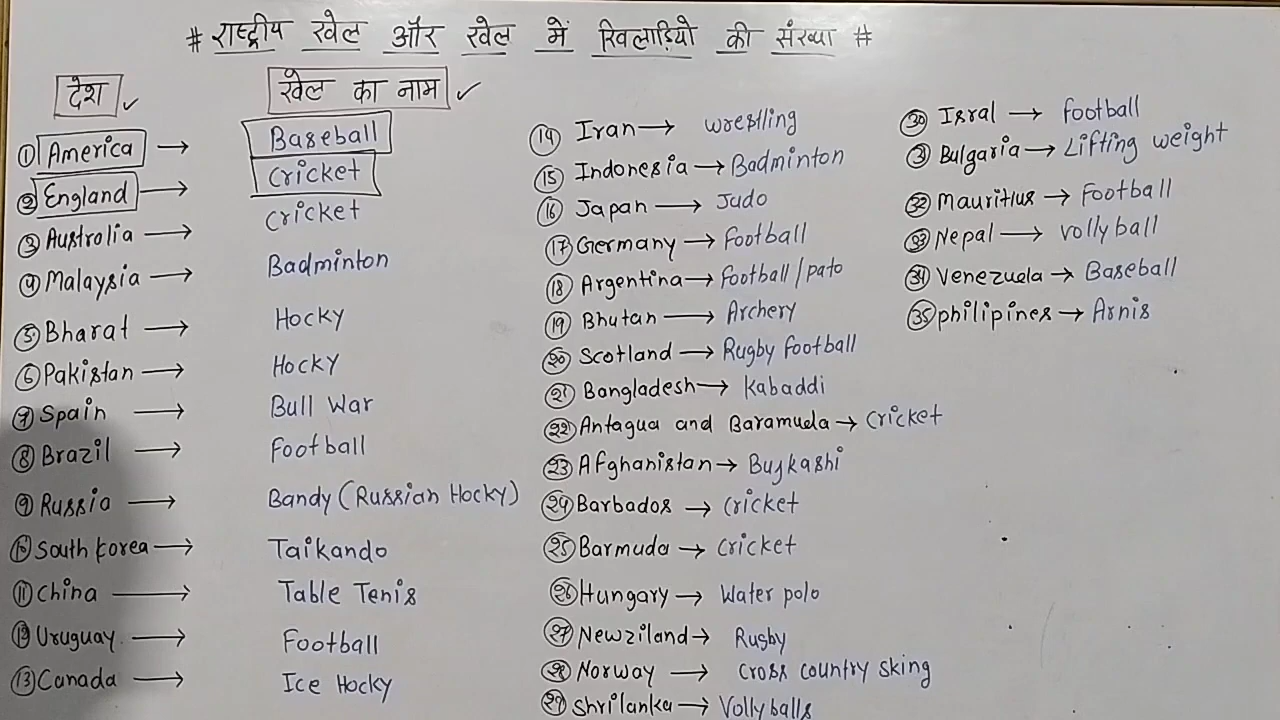 # राष्ट्रीय खेल और खेल में खिलाड़ियो की संख्या #
देश ✓ खेल का नाम ✓
① America → Baseball
② England → Cricket
③ Austrolia → Cricket
④ Malaysia → Badminton
⑤ Bharat → Hocky
⑥ Pakistan → Hocky
⑦ Spain → Bull War
⑧ Brazil → Football
⑨ Russia → Bandy (Russian Hocky)
⑩ South korea → Taikando
⑪ China → Table Tenis
⑫ Uruguay → Football
⑬ Canada → Ice Hocky
⑭ Iran → wrestling
⑮ Indonesia → Badminton
⑯ Japan → Judo
⑰ Germany → Football
⑱ Argentina → Football/pato
⑲ Bhutan → Archery
⑳ Scotland → Rugby football
㉑ Bangladesh → Kabaddi
㉒ Antagua and Baramuda → Cricket
㉓ Afghanistan → Buzkashi
㉔ Barbados → Cricket
㉕ Barmuda → Cricket
㉖ Hungary → Water polo
㉗ Newziland → Rugby
㉘ Norway → cross country sking
㉙ Shrilanka → Vollyballs
㉚ Isral → football
㉛ Bulgaria → Lifting weight
㉜ Mauritius → Football
㉝ Nepal → vollyball
㉞ Venezuela → Baseball
㉟ philipines → Arnis